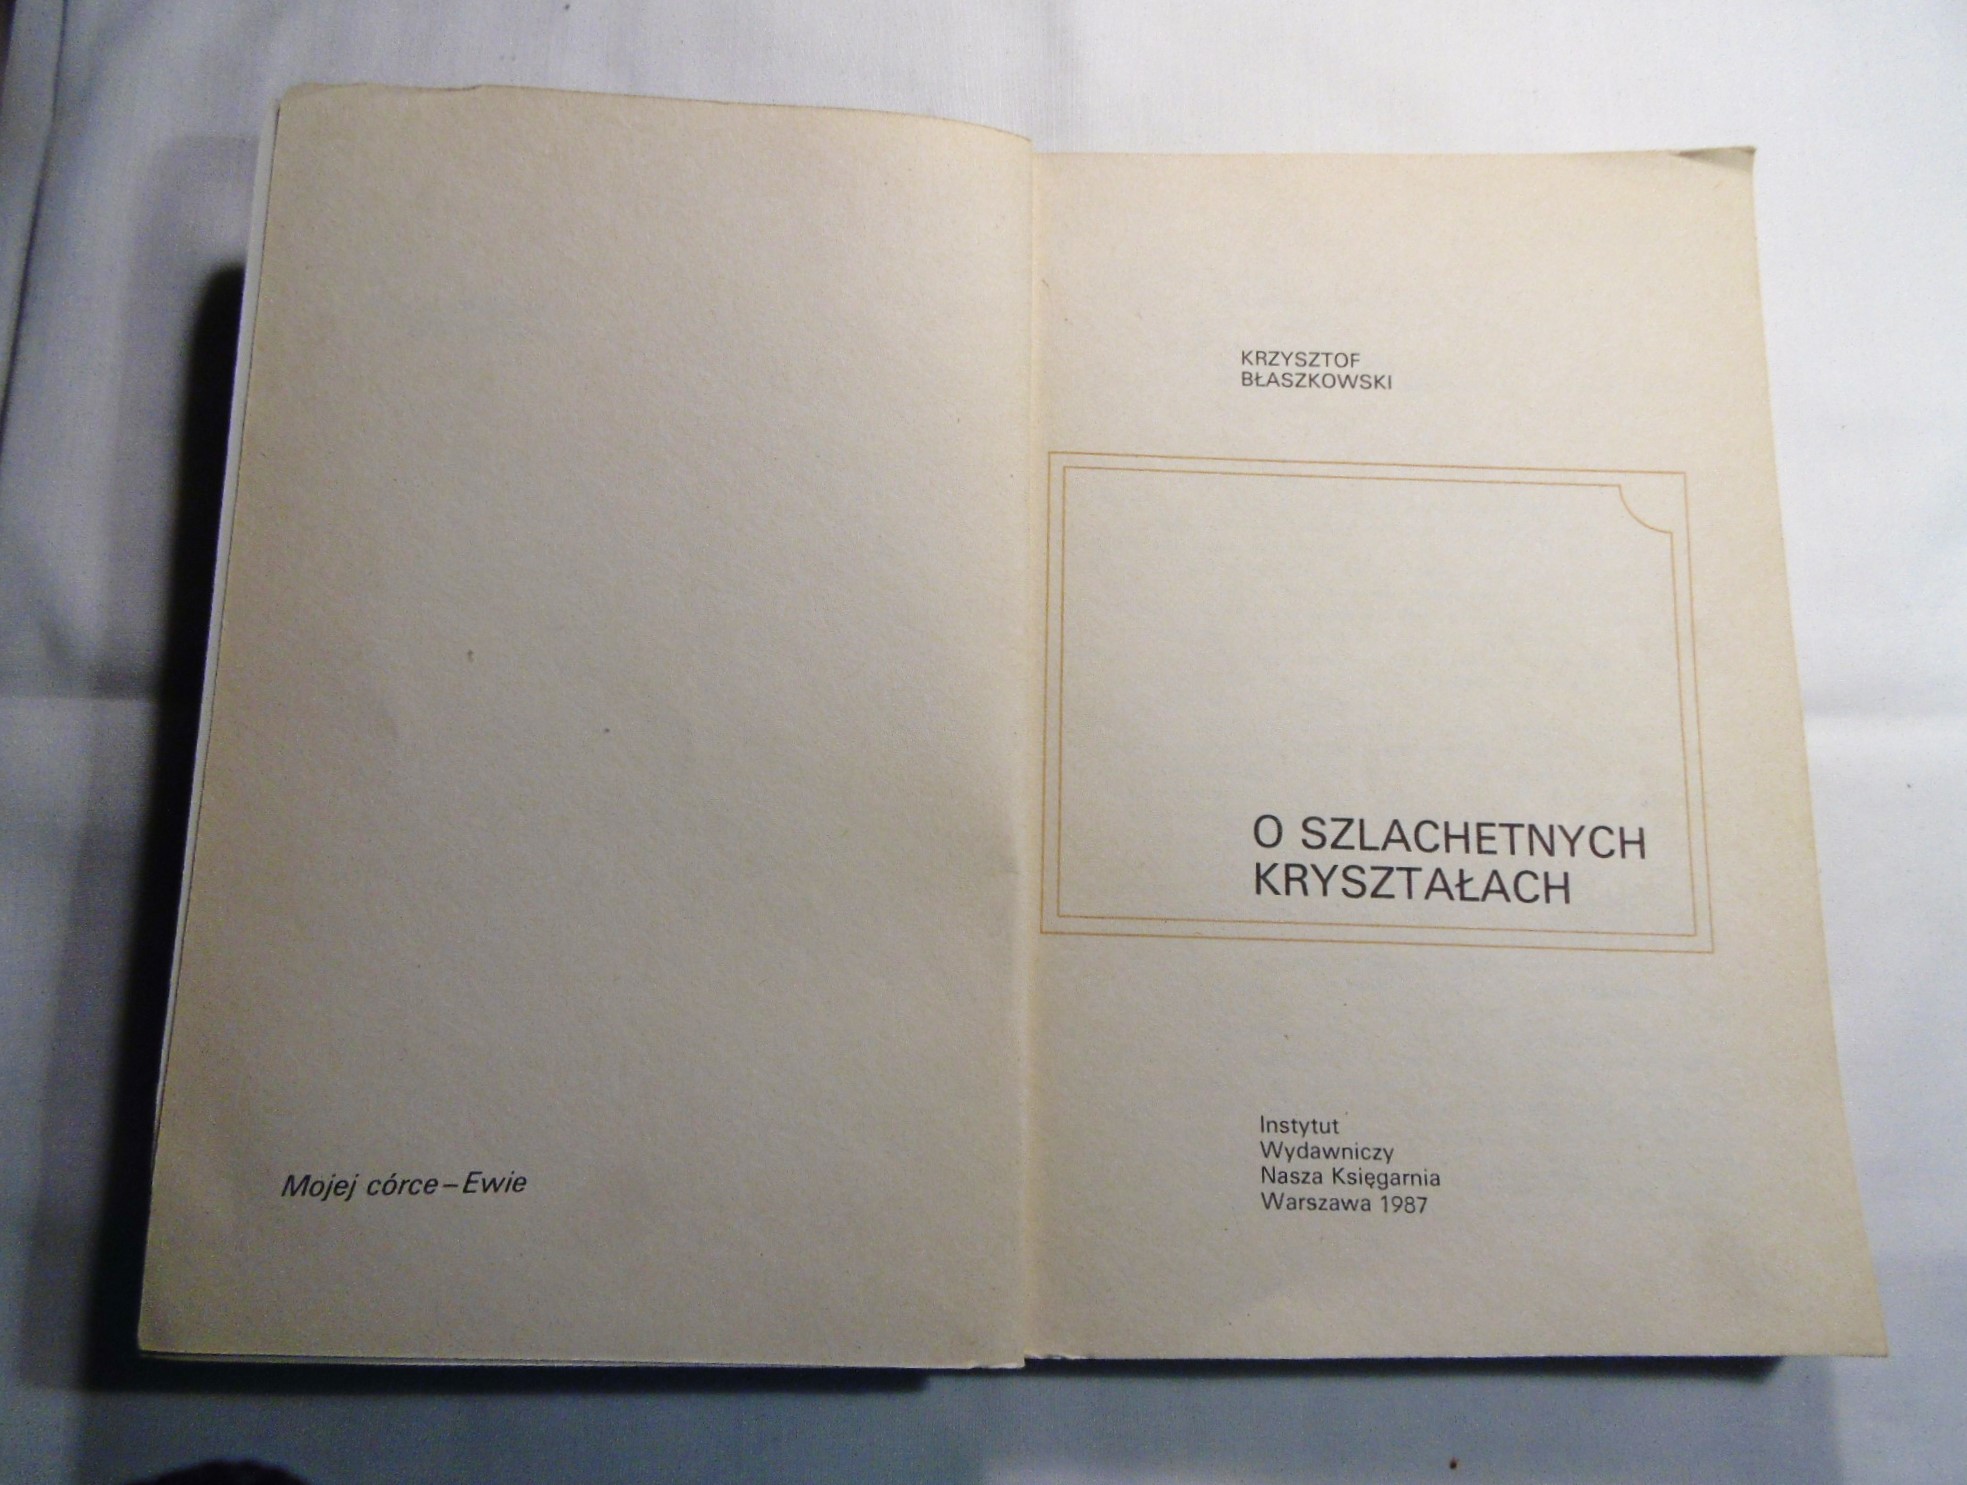 Mojej córce – Ewie
KRZYSZTOF
BŁASZKOWSKI
O SZLACHETNYCH
KRYSZTAŁACH
Instytut
Wydawniczy
Nasza Księgarnia
Warszawa 1987